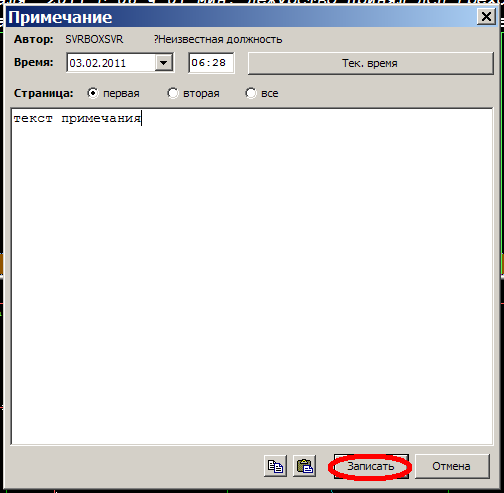 Примечание
Автор: SVRBOXSVR ?Неизвестная должность
Время: 03.02.2011 06:28 Тек. время
Страница: первая вторая все
текст примечания
Записать Отмена